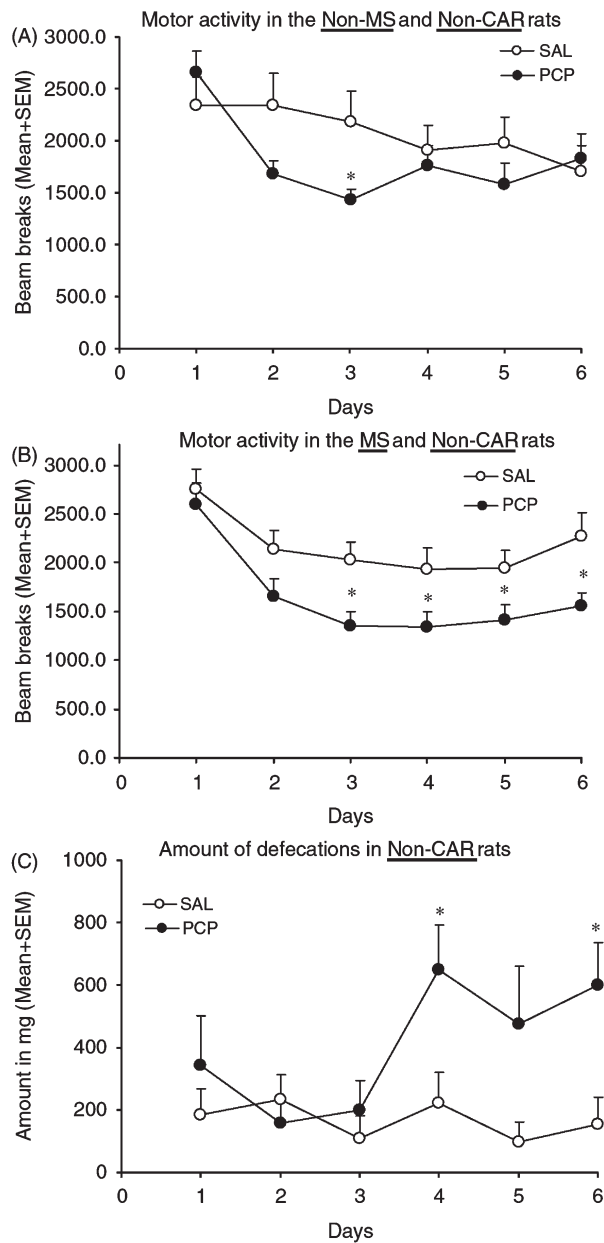 (A)
Motor activity in the Non-MS and Non-CAR rats
SAL
PCP
Beam breaks (Mean+SEM)
3000.0
2500.0
2000.0
1500.0
1000.0
500.0
0.0
*
0 1 2 3 4 5 6
Days
(B)
Motor activity in the MS and Non-CAR rats
SAL
PCP
Beam breaks (Mean+SEM)
3000.0
2500.0
2000.0
1500.0
1000.0
500.0
0.0
* * * *
0 1 2 3 4 5 6
Days
(C)
Amount of defecations in Non-CAR rats
SAL
PCP
Amount in mg (Mean+SEM)
1000
800
600
400
200
0
* *
0 1 2 3 4 5 6
Days